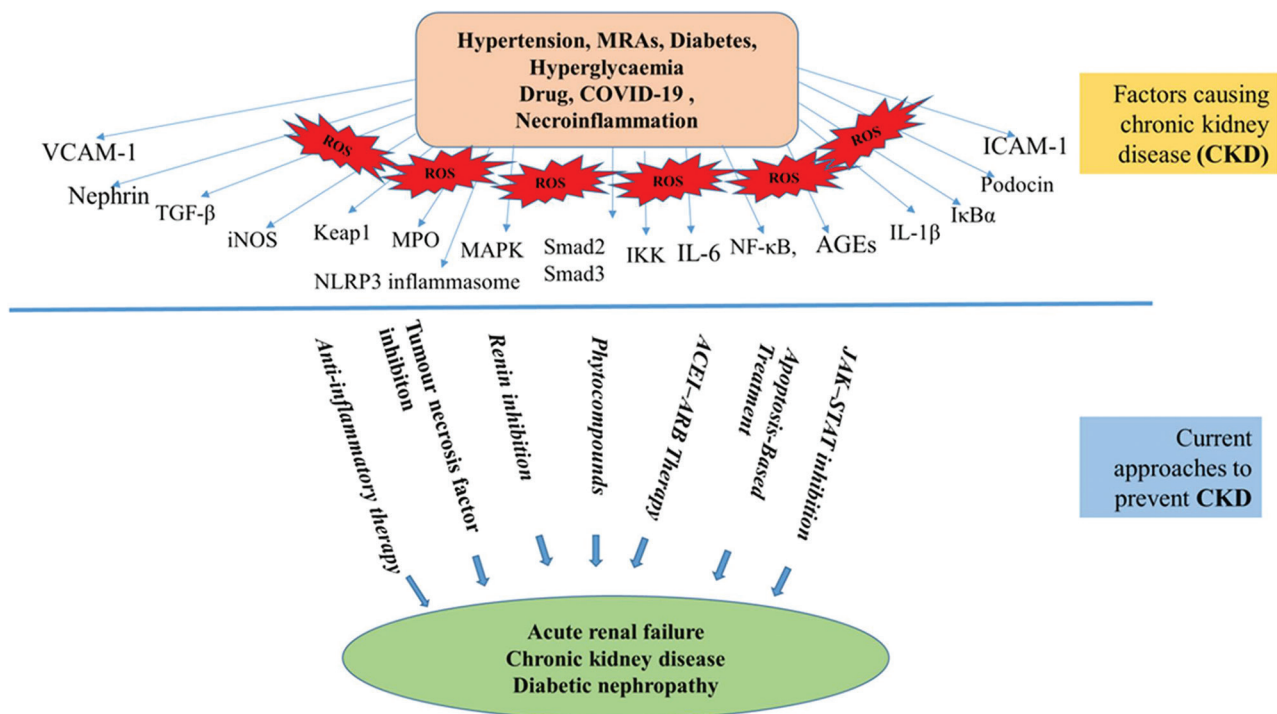 Hypertension, MRAs, Diabetes,
Hyperglycaemia
Drug, COVID-19 ,
Necroinflammation
Factors causing
chronic kidney
disease (CKD)
ROS
ROS
ROS
ROS
ROS
ROS
VCAM-1
Nephrin
TGF-β
iNOS
Keap1
MPO
NLRP3 inflammasome
MAPK
Smad2
Smad3
IKK
IL-6
NF-κB,
AGEs
IL-1β
IκBα
Podocin
ICAM-1
Anti-inflammatory therapy
Tumour necrosis factor
inhibiton
Renin inhibition
Phytocompounds
ACEI–ARB Therapy
Apoptosis-Based
Treatment
JAK–STAT inhibition
Current
approaches to
prevent CKD
Acute renal failure
Chronic kidney disease
Diabetic nephropathy